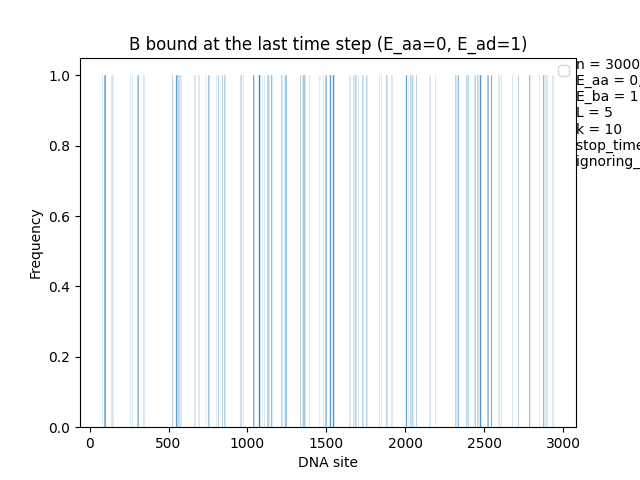 B bound at the last time step (E_aa=0, E_ad=1)
n = 3000
E_aa = 0,
E_ba = 1
L = 5
k = 10
stop_time
ignoring_
1.0
0.8
0.6
0.4
0.2
0.0
Frequency
0 500 1000 1500 2000 2500 3000
DNA site